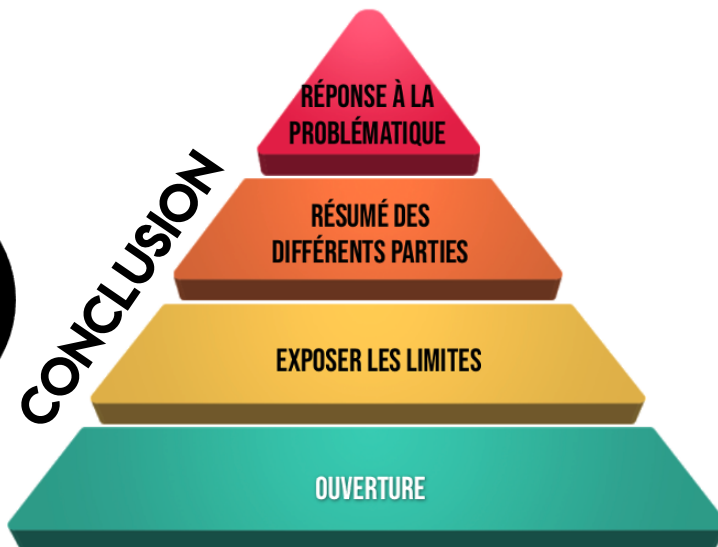 CONCLUSION
RÉPONSE À LA
PROBLÉMATIQUE
RÉSUMÉ DES
DIFFÉRENTS PARTIES
EXPOSER LES LIMITES
OUVERTURE